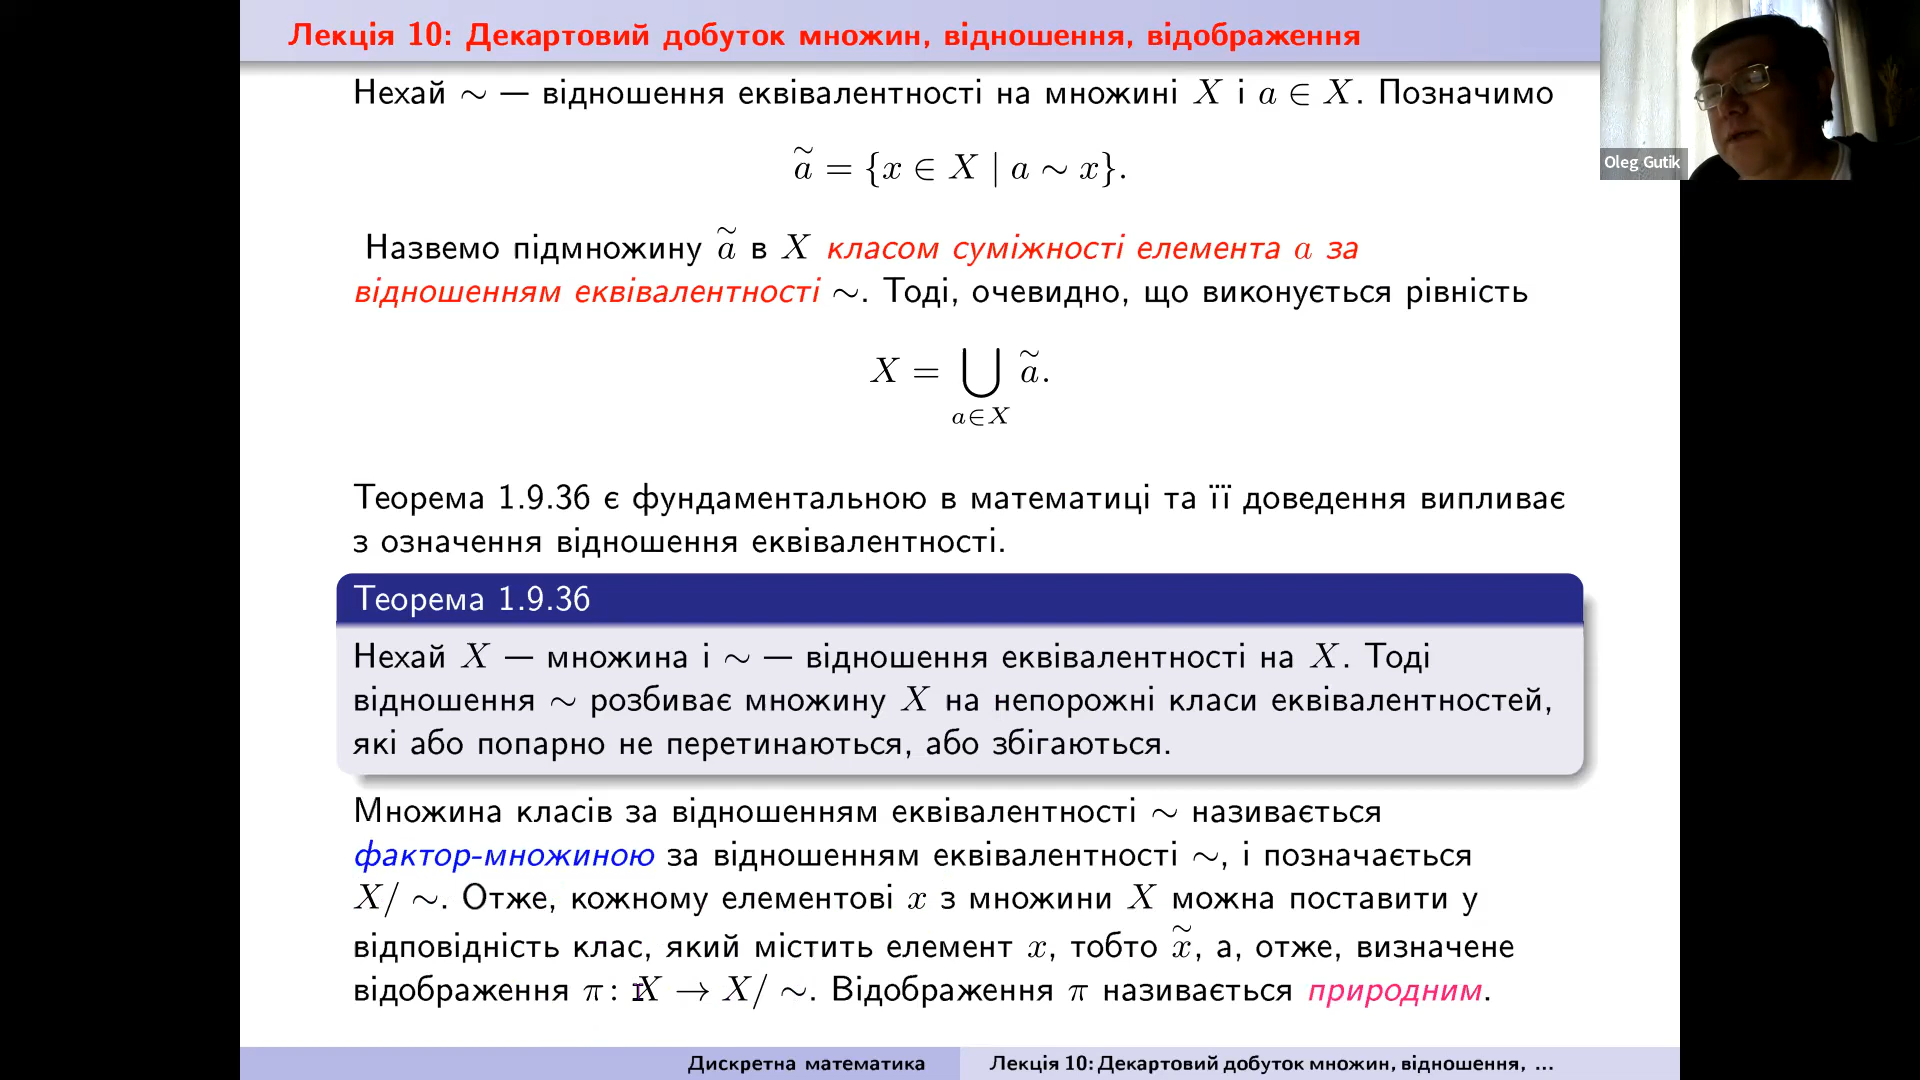 Лекція 10: Декартовий добуток множин, відношення, відображення
Oleg Gutik
Нехай ∼ — відношення еквівалентності на множині X і a ∈ X. Позначимо
ã = {x ∈ X | a ∼ x}.
Назвемо підмножину ã в X класом суміжності елемента a за
відношенням еквівалентності ∼. Тоді, очевидно, що виконується рівність
X = ⋃ ã.
a∈X
Теорема 1.9.36 є фундаментальною в математиці та її доведення випливає
з означення відношення еквівалентності.
Теорема 1.9.36
Нехай X — множина і ∼ — відношення еквівалентності на X. Тоді
відношення ∼ розбиває множину X на непорожні класи еквівалентностей,
які або попарно не перетинаються, або збігаються.
Множина класів за відношенням еквівалентності ∼ називається
фактор-множиною за відношенням еквівалентності ∼, і позначається
X/ ∼. Отже, кожному елементові x з множини X можна поставити у
відповідність клас, який містить елемент x, тобто x̃, а, отже, визначене
відображення π: X → X/ ∼. Відображення π називається природним.
Дискретна математика
Лекція 10: Декартовий добуток множин, відношення, ...